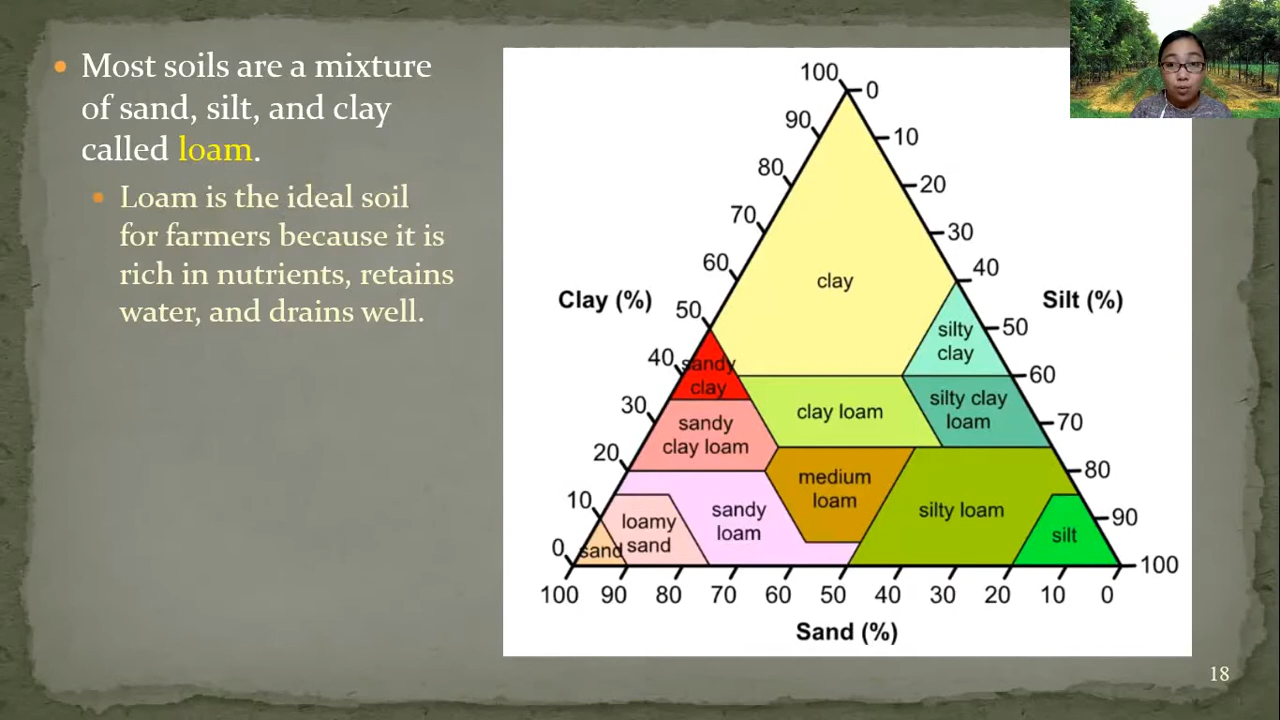 Most soils are a mixture
of sand, silt, and clay
called loam.
Loam is the ideal soil
for farmers because it is
rich in nutrients, retains
water, and drains well.
100
90
80
70
60
50
40
30
20
10
0
Clay (%)
0
10
20
30
40
50
60
70
80
90
100
Silt (%)
clay
silty
clay
sandy
clay
clay loam
silty clay
loam
sandy
clay loam
medium
loam
silty loam
sandy
loam
loamy
sand
sand
silt
100 90 80 70 60 50 40 30 20 10 0
Sand (%)
18